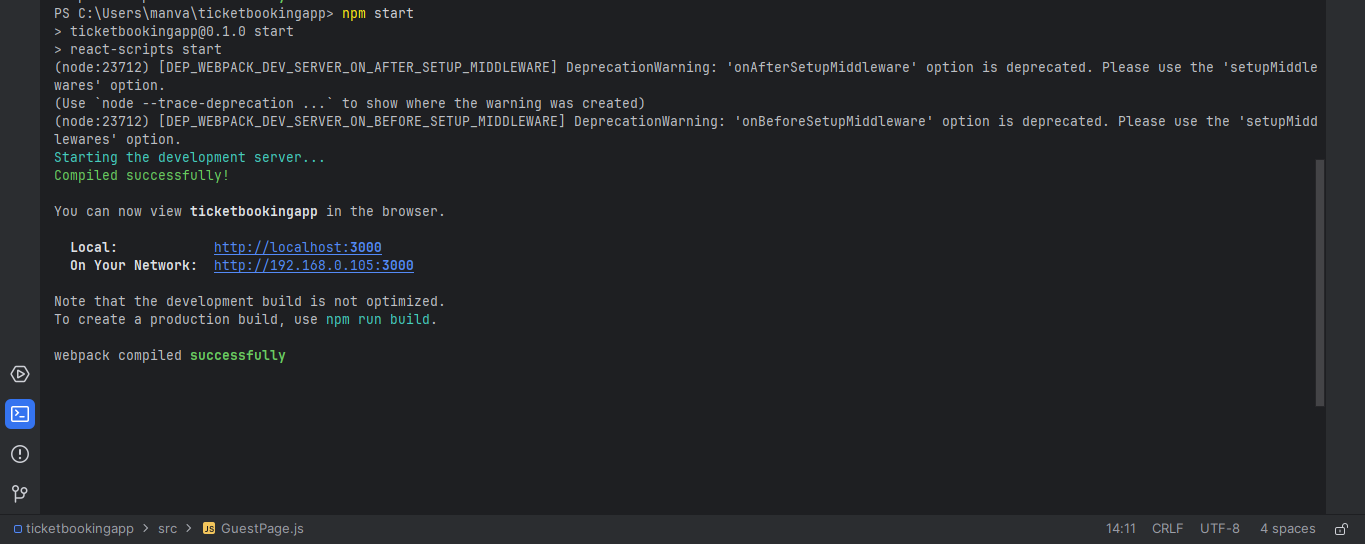 PS C:\Users\manva\ticketbookingapp> npm start
> ticketbookingapp@0.1.0 start
> react-scripts start
(node:23712) [DEP_WEBPACK_DEV_SERVER_ON_AFTER_SETUP_MIDDLEWARE] DeprecationWarning: 'onAfterSetupMiddleware' option is deprecated. Please use the 'setupMiddle
wares' option.
(Use `node --trace-deprecation ...` to show where the warning was created)
(node:23712) [DEP_WEBPACK_DEV_SERVER_ON_BEFORE_SETUP_MIDDLEWARE] DeprecationWarning: 'onBeforeSetupMiddleware' option is deprecated. Please use the 'setupMidd
lewares' option.
Starting the development server...
Compiled successfully!
You can now view ticketbookingapp in the browser.
Local: http://localhost:3000
On Your Network: http://192.168.0.105:3000
Note that the development build is not optimized.
To create a production build, use npm run build.
webpack compiled successfully
ticketbookingapp > src > JS GuestPage.js 14:11 CRLF UTF-8 4 spaces